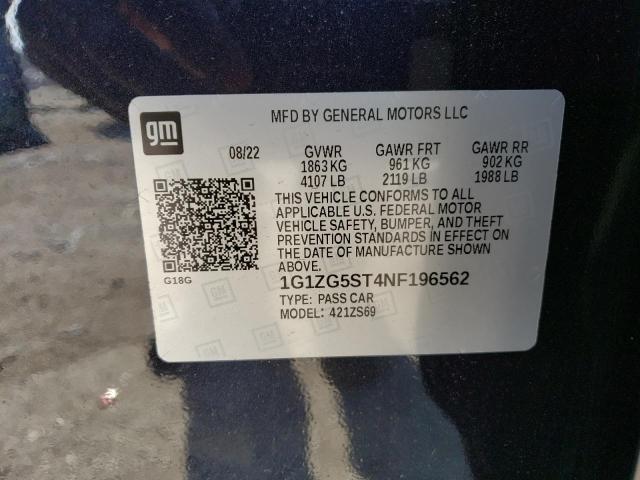 gm
MFD BY GENERAL MOTORS LLC
08/22 GVWR GAWR FRT GAWR RR
1863 KG 961 KG 902 KG
4107 LB 2119 LB 1988 LB
THIS VEHICLE CONFORMS TO ALL
APPLICABLE U.S. FEDERAL MOTOR
VEHICLE SAFETY, BUMPER, AND THEFT
PREVENTION STANDARDS IN EFFECT ON
THE DATE OF MANUFACTURE SHOWN
ABOVE.
G18G
1G1ZG5ST4NF196562
TYPE: PASS CAR
MODEL: 421ZS69